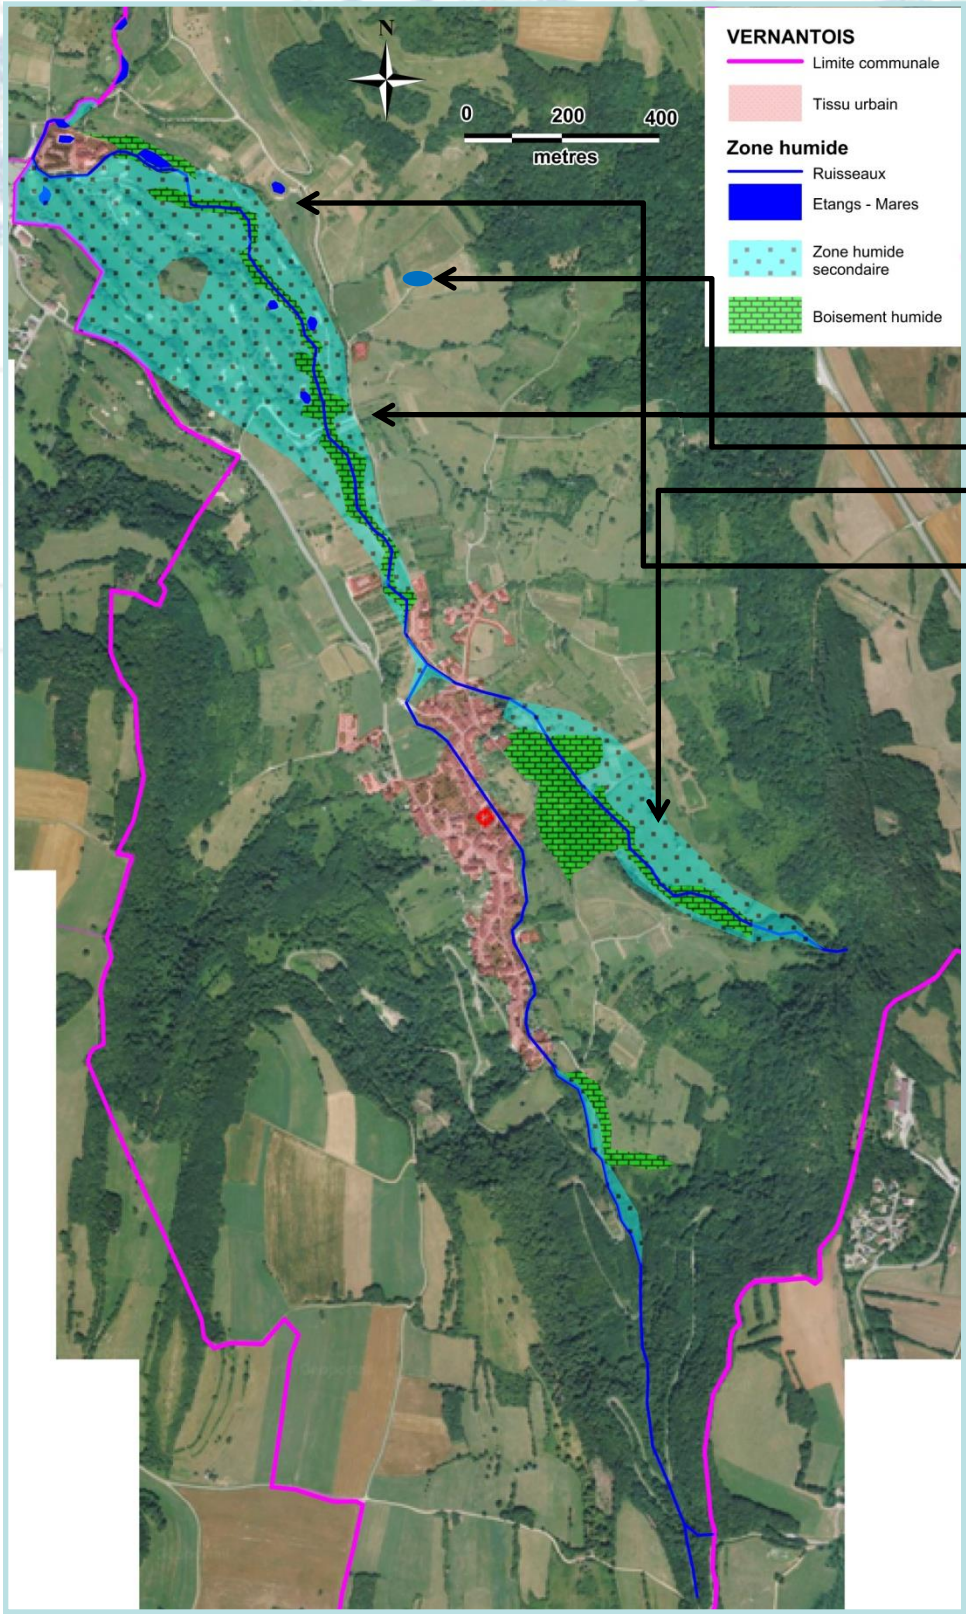 N
0 200 400
metres
VERNANTOIS
Limite communale
Tissu urbain
Zone humide
Ruisseaux
Etangs - Mares
Zone humide
secondaire
Boisement humide